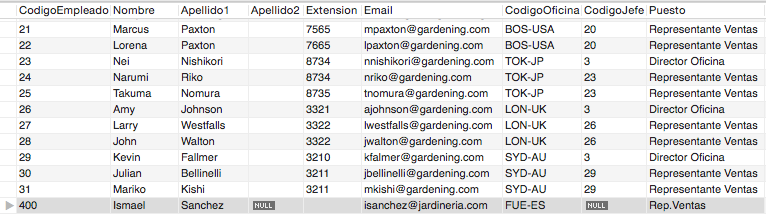 CodigoEmpleado Nombre Apellido1 Apellido2 Extension Email CodigoOficina CodigoJefe Puesto
21 Marcus Paxton 7565 mpaxton@gardening.com BOS-USA 20 Representante Ventas
22 Lorena Paxton 7665 lpaxton@gardening.com BOS-USA 20 Representante Ventas
23 Nei Nishikori 8734 nnishikori@gardening.com TOK-JP 3 Director Oficina
24 Narumi Riko 8734 nriko@gardening.com TOK-JP 23 Representante Ventas
25 Takuma Nomura 8735 tnomura@gardening.com TOK-JP 23 Representante Ventas
26 Amy Johnson 3321 ajohnson@gardening.com LON-UK 3 Director Oficina
27 Larry Westfalls 3322 lwestfalls@gardening.com LON-UK 26 Representante Ventas
28 John Walton 3322 jwalton@gardening.com LON-UK 26 Representante Ventas
29 Kevin Fallmer 3210 kfalmer@gardening.com SYD-AU 3 Director Oficina
30 Julian Bellinelli 3211 jbellinelli@gardening.com SYD-AU 29 Representante Ventas
31 Mariko Kishi 3211 mkishi@gardening.com SYD-AU 29 Representante Ventas
400 Ismael Sanchez NULL isanchez@jardineria.com FUE-ES NULL Rep.Ventas